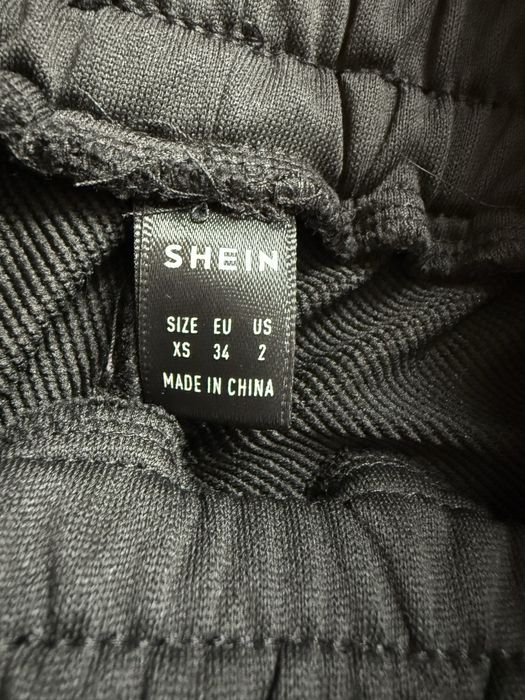 SHEIN
SIZE EU US
XS 34 2
MADE IN CHINA